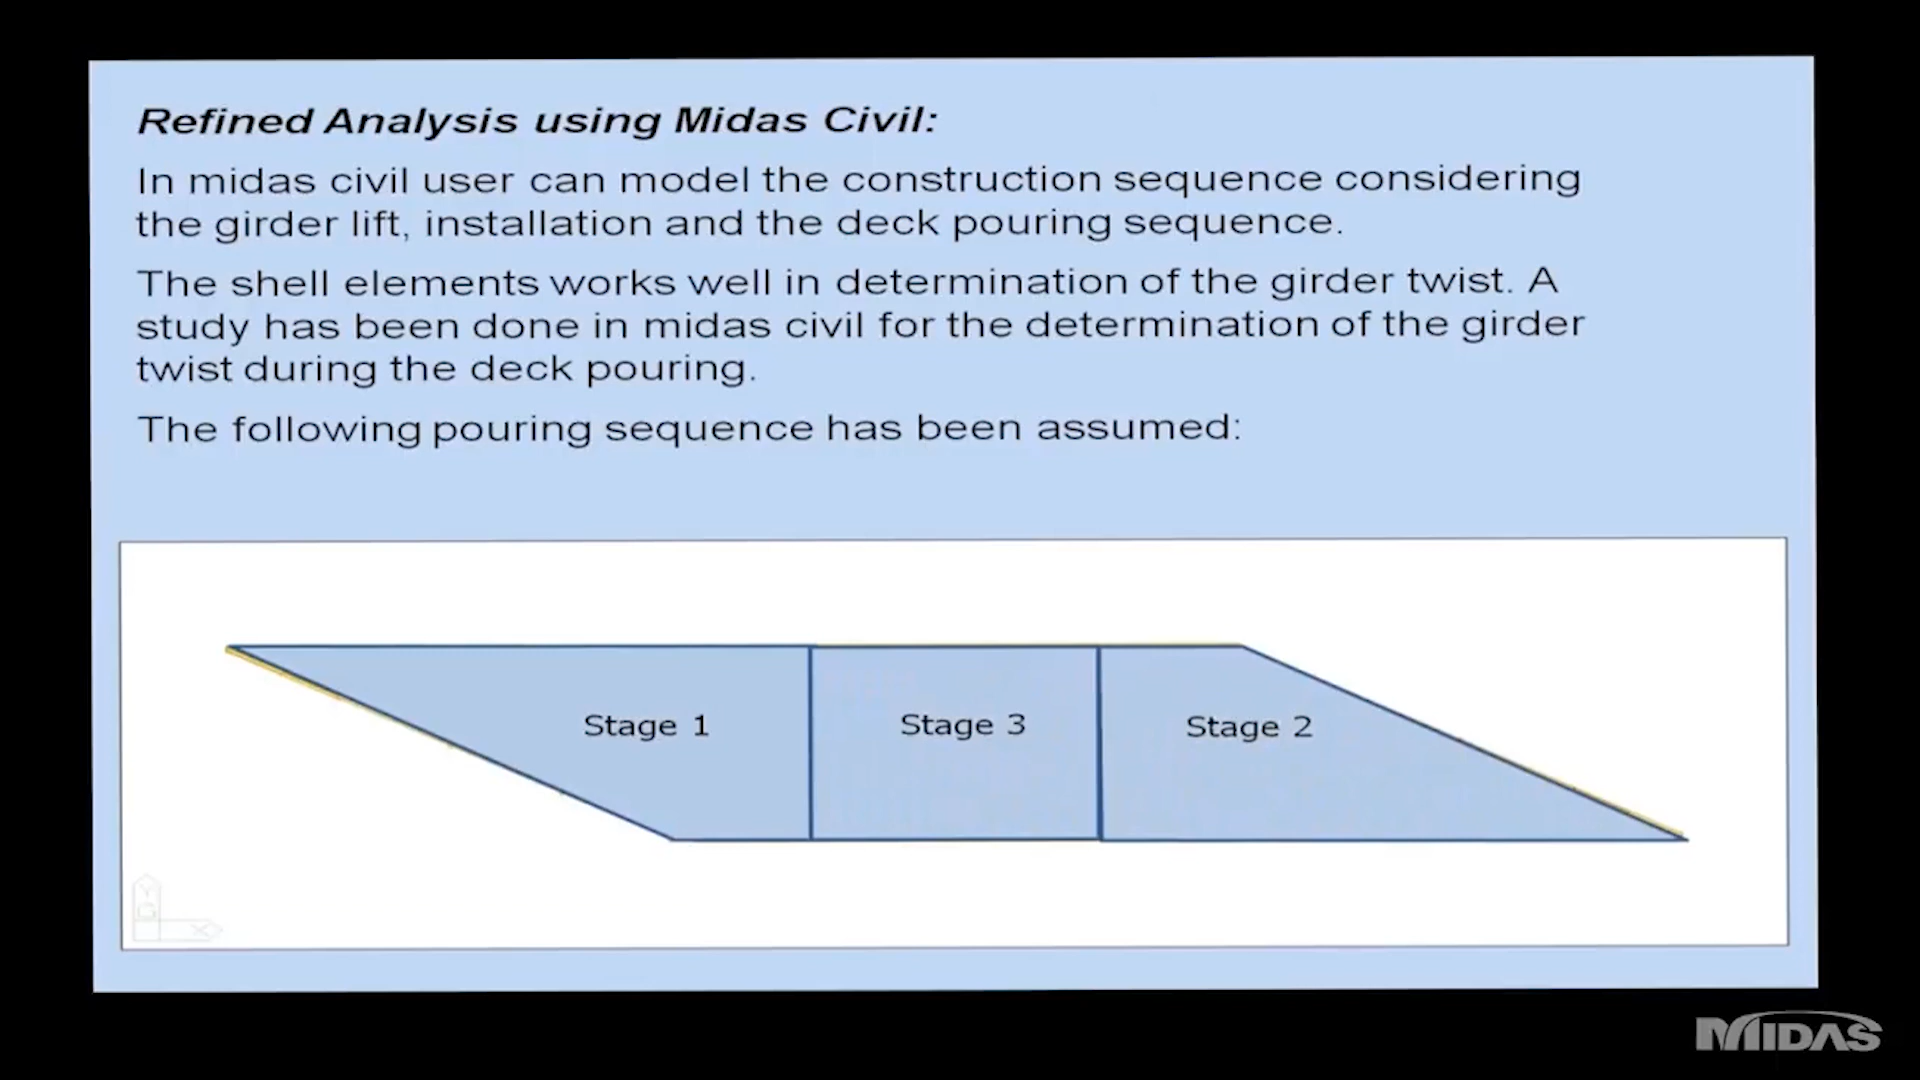 Refined Analysis using Midas Civil:
In midas civil user can model the construction sequence considering
the girder lift, installation and the deck pouring sequence.
The shell elements works well in determination of the girder twist. A
study has been done in midas civil for the determination of the girder
twist during the deck pouring.
The following pouring sequence has been assumed:
Stage 1
Stage 3
Stage 2
Y
G
X
MIDAS